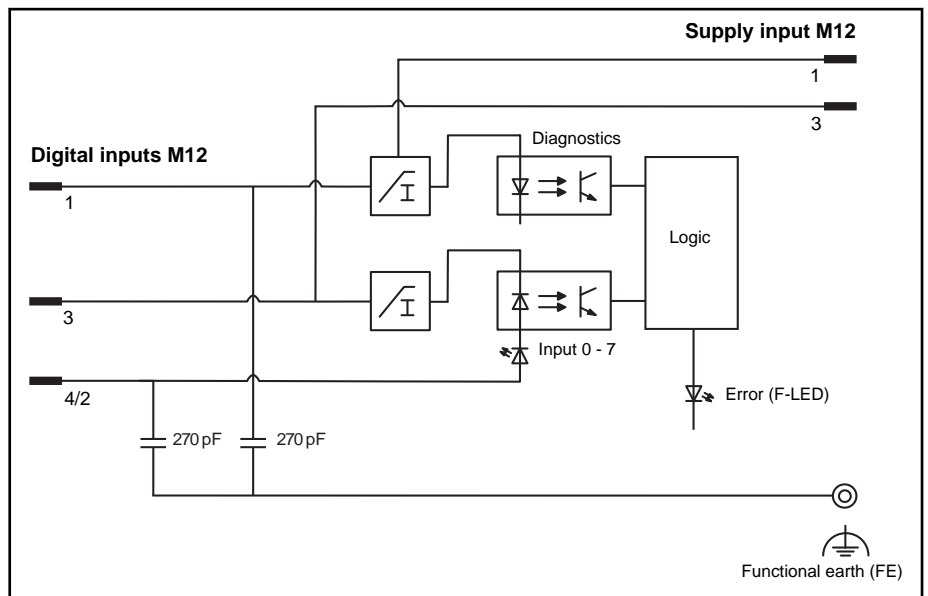 Supply input M12
1
3
Digital inputs M12
Diagnostics
1
Logic
3
Input 0 - 7
4/2
Error (F-LED)
270 pF
270 pF
Functional earth (FE)